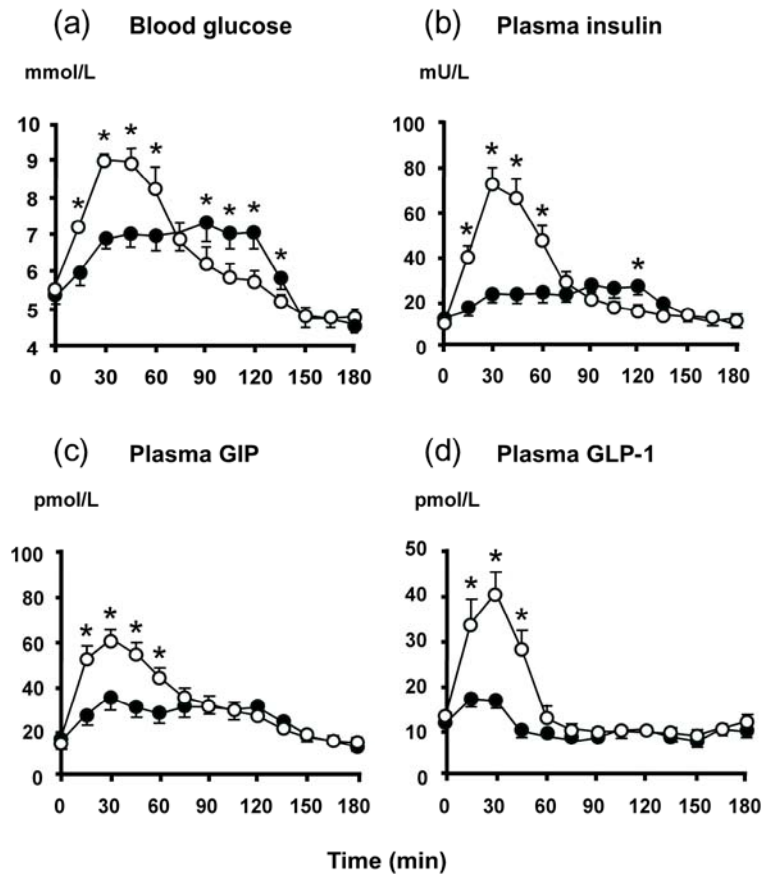 (a) Blood glucose
mmol/L
10
9
8
7
6
5
4
* * * * * * * * *
0 30 60 90 120 150 180
(b) Plasma insulin
mU/L
100
80
60
40
20
0
* * * * *
0 30 60 90 120 150 180
(c) Plasma GIP
pmol/L
100
80
60
40
20
0
* * * *
0 30 60 90 120 150 180
(d) Plasma GLP-1
pmol/L
50
40
30
20
10
0
* * *
0 30 60 90 120 150 180
Time (min)